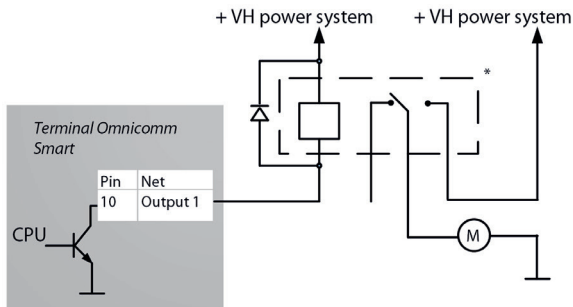 + VH power system
+ VH power system
*
Terminal Omnicomm
Smart
Pin Net
10 Output 1
CPU
M